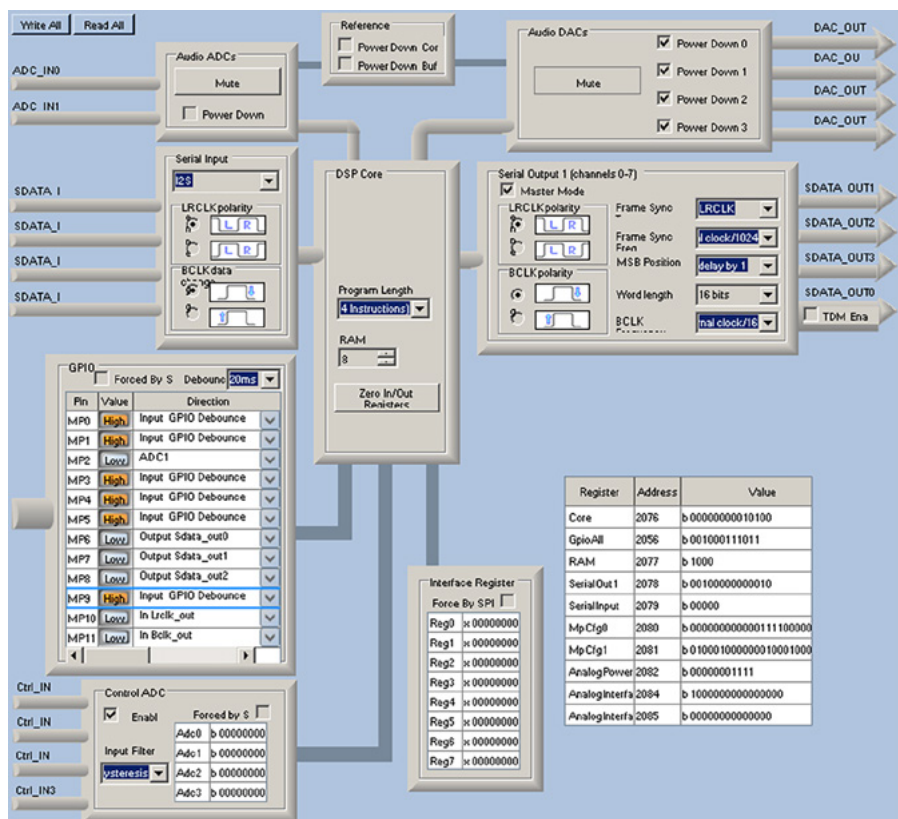 Write All Read All
Reference
Power Down Cor
Power Down Buf
Audio ADCs
Mute
Power Down
ADC_IN0
ADC_IN1
Audio DACs
Mute
Power Down 0
Power Down 1
Power Down 2
Power Down 3
DAC_OUT
DAC_OU
DAC_OUT
DAC_OUT
Serial Input
I2S
LRCLK polarity
L R
L R
BCLK data
SDATA_I
SDATA_I
SDATA_I
SDATA_I
DSP Core
Program Length
4 Instructions)
RAM
8
Zero In/Out
Registers
Serial Output 1 (channels 0-7)
Master Mode
LRCLK polarity
L R
L R
BCLK polarity
Frame Sync LRCLK
Frame Sync l clock/1024
MSB Position delay by 1
Word length 16 bits
BCLK nal clock/16
SDATA_OUT1
SDATA_OUT2
SDATA_OUT3
SDATA_OUT0
TDM Ena
GPIO
Forced By S Debounc 20ms
Pin Value Direction
MP0 High Input GPIO Debounce
MP1 High Input GPIO Debounce
MP2 Low ADC1
MP3 High Input GPIO Debounce
MP4 High Input GPIO Debounce
MP5 High Input GPIO Debounce
MP6 Low Output Sdata_out0
MP7 Low Output Sdata_out1
MP8 Low Output Sdata_out2
MP9 High Input GPIO Debounce
MP10 Low In Lrclk_out
MP11 Low In Bclk_out
Register Address Value
Core 2076 b 00000000010100
GpioAll 2056 b 001000111011
RAM 2077 b 1000
SerialOut1 2078 b 00100000000010
SerialInput 2079 b 00000
MpCfg0 2080 b 000000000000111100000
MpCfg1 2081 b 010001000000010001000
AnalogPower 2082 b 00000001111
AnalogInterfa 2084 b 1000000000000000
AnalogInterfa 2085 b 00000000000000
Interface Register
Force By SPI
Reg0 x 00000000
Reg1 x 00000000
Reg2 x 00000000
Reg3 x 00000000
Reg4 x 00000000
Reg5 x 00000000
Reg6 x 00000000
Reg7 x 00000000
Ctrl_IN
Ctrl_IN
Ctrl_IN
Ctrl_IN3
Control ADC
Enabl Forced by S
Input Filter
ysteresis
Adc0 b 00000000
Adc1 b 00000000
Adc2 b 00000000
Adc3 b 00000000